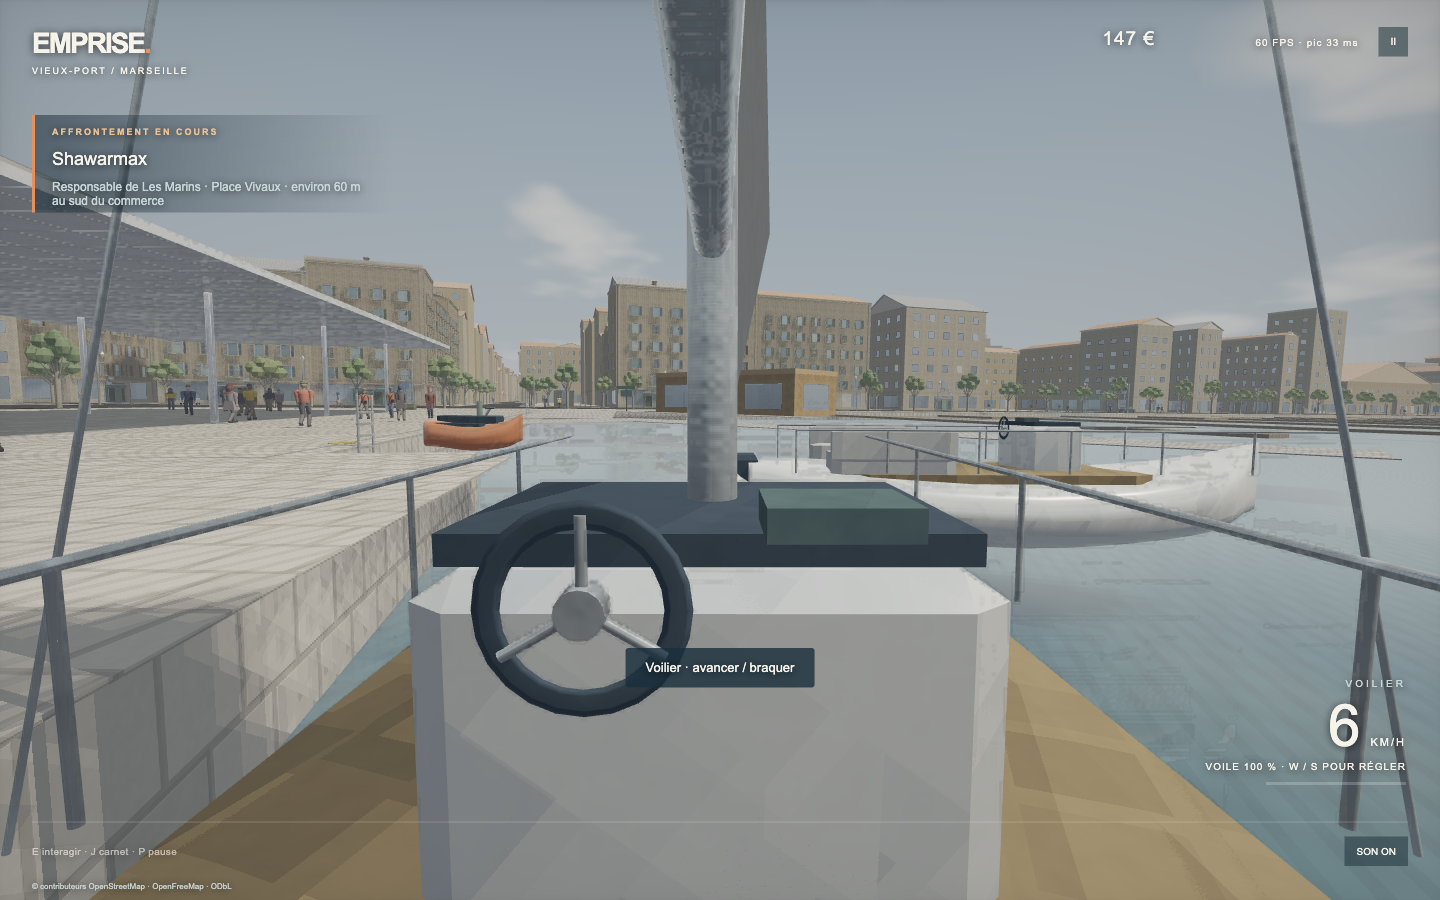 EMPRISE.
VIEUX-PORT / MARSEILLE
147 €
60 FPS · pic 33 ms
II
AFFRONTEMENT EN COURS
Shawarmax
Responsable de Les Marins · Place Vivaux · environ 60 m
au sud du commerce
Voilier · avancer / braquer
VOILIER
6 KM/H
VOILE 100 % · W / S POUR RÉGLER
E interagir · J carnet · P pause
SON ON
© contributeurs OpenStreetMap · OpenFreeMap · ODbL